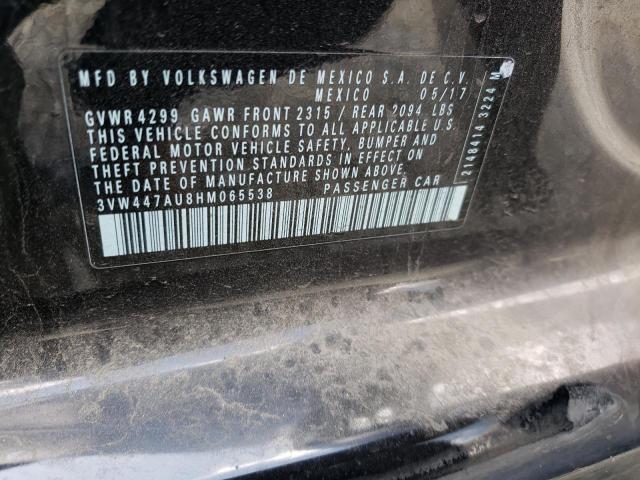 MFD BY VOLKSWAGEN DE MEXICO S.A. DE C.V.
MEXICO 05/17
GVWR 4299 GAWR FRONT 2315 / REAR 2094 LBS
THIS VEHICLE CONFORMS TO ALL APPLICABLE U.S.
FEDERAL MOTOR VEHICLE SAFETY, BUMPER AND
THEFT PREVENTION STANDARDS IN EFFECT ON
THE DATE OF MANUFACTURE SHOWN ABOVE.
3VW447AU8HM065538 PASSENGER CAR
2148414 3224 M